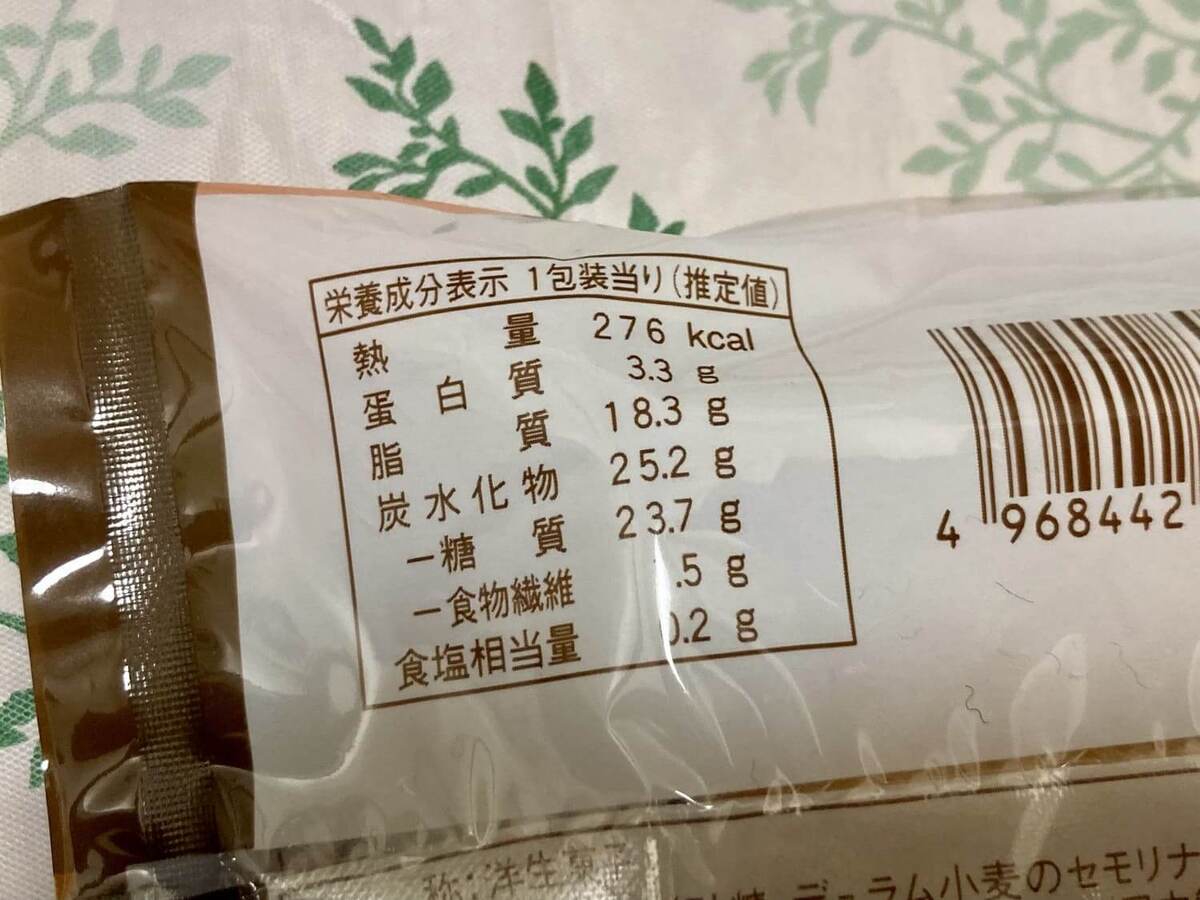 栄養成分表示 1包装当り(推定値)
熱量 276 kcal
蛋白質 3.3 g
脂質 18.3 g
炭水化物 25.2 g
ー糖質 23.7 g
ー食物繊維 .5 g
食塩相当量 0.2 g
4 968442
称:洋生菓子
デュラム小麦のセモリナ